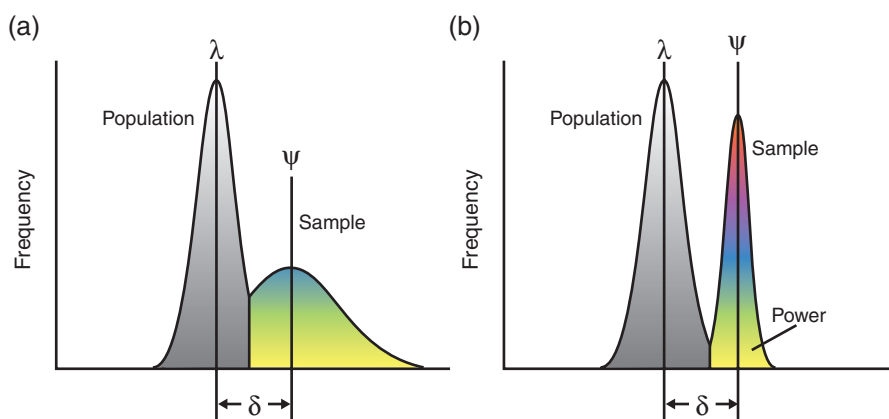 (a)
λ
Population
ψ
Sample
Frequency
δ
(b)
λ
ψ
Population
Sample
Frequency
Power
δ